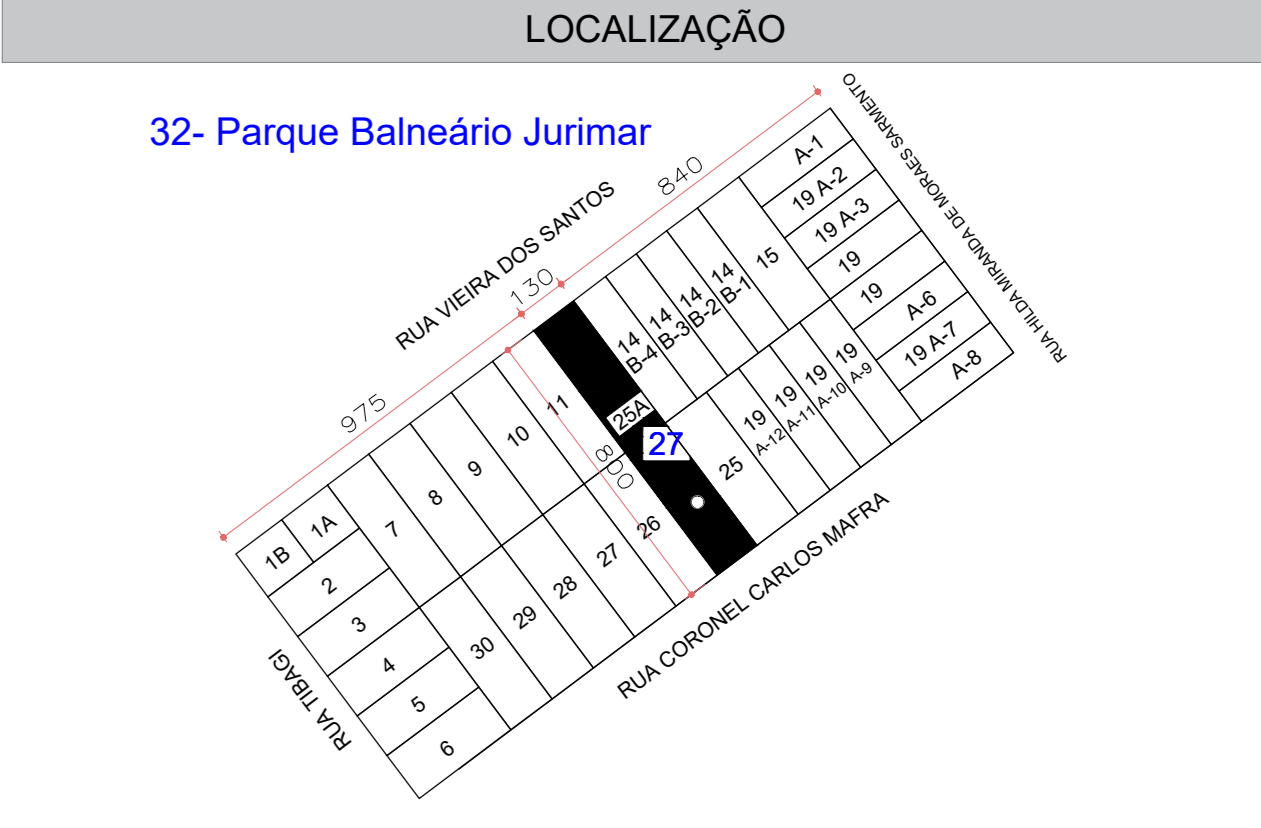 LOCALIZAÇÃO
32- Parque Balneário Jurimar
RUA VIEIRA DOS SANTOS
RUA HILDA MIRANDA DE MORAES SARMENTO
RUA CORONEL CARLOS MAFRA
RUA TIBAGI
975
130
840
800
27
25A
1B
1A
2
3
4
5
6
7
8
9
10
11
14
B-4
14
B-3
14
B-2
14
B-1
15
A-1
19 A-2
19 A-3
19
19
A-6
19 A-7
A-8
19
A-9
19
A-10
19
A-11
19
A-12
25
26
27
28
29
30